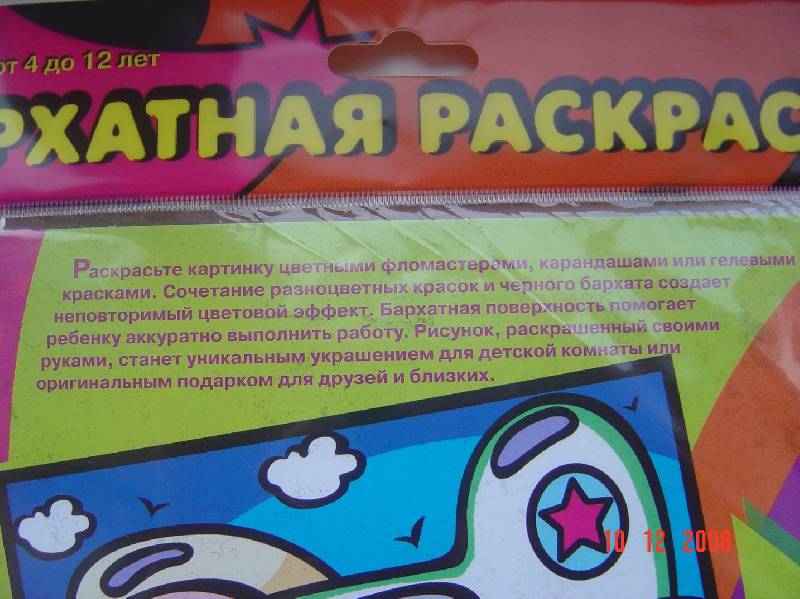 от 4 до 12 лет
РХАТНАЯ РАСКРАС
Раскрасьте картинку цветными фломастерами, карандашами или гелевыми
красками. Сочетание разноцветных красок и черного бархата создает
неповторимый цветовой эффект. Бархатная поверхность помогает
ребенку аккуратно выполнить работу. Рисунок, раскрашенный своими
руками, станет уникальным украшением для детской комнаты или
оригинальным подарком для друзей и близких.
10 12 2006